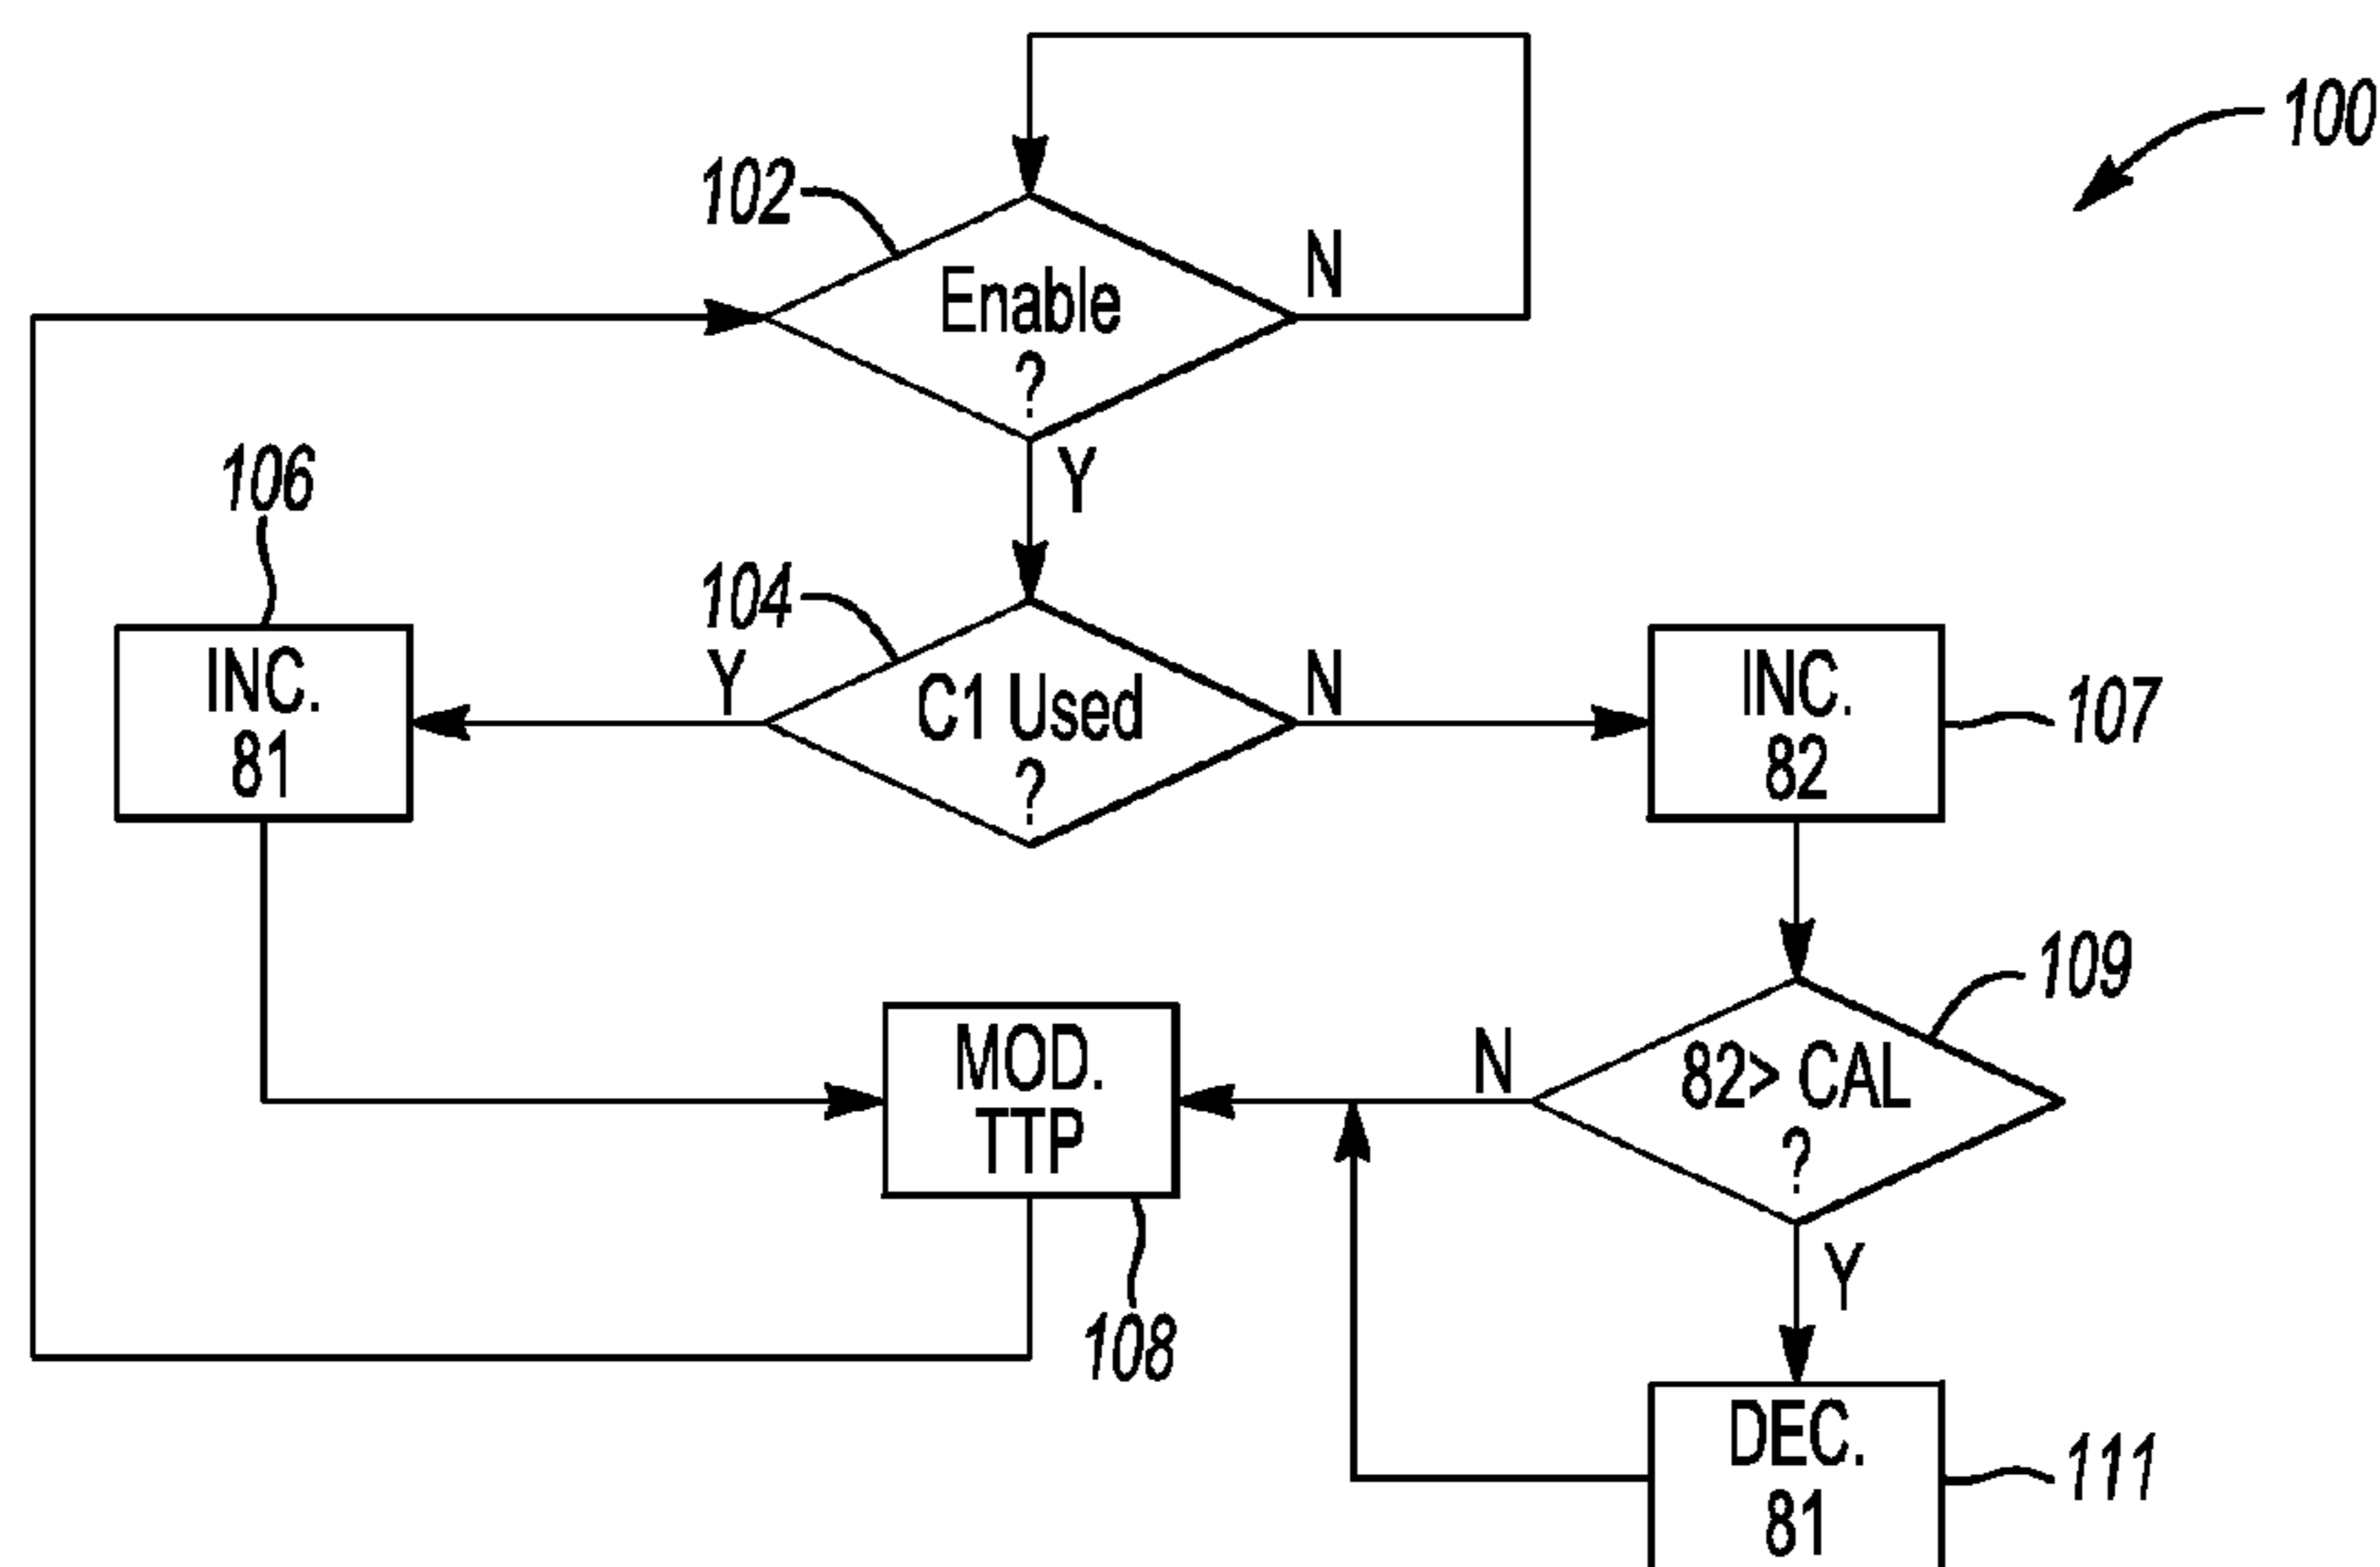 100
102
Enable
?
N
Y
106
104
INC.
81
Y
C1 Used
?
N
INC.
82
107
109
MOD.
TTP
N
82> CAL
?
Y
108
DEC.
81
111